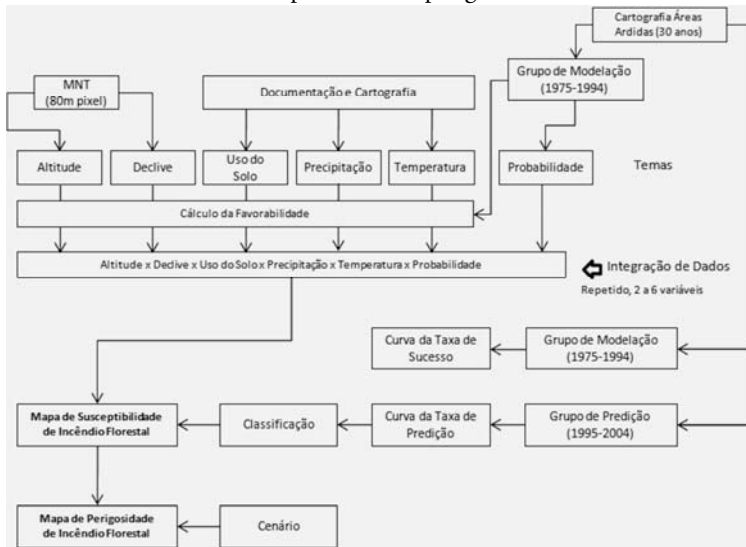 Cartografia Áreas
Ardidas (30 anos)
MNT
(80m pixel)
Documentação e Cartografia
Grupo de Modelação
(1975-1994)
Altitude
Declive
Uso do
Solo
Precipitação
Temperatura
Probabilidade
Temas
Cálculo da Favorabilidade
Altitude x Declive x Uso do Solo x Precipitação x Temperatura x Probabilidade
Integração de Dados
Repetido, 2 a 6 variáveis
Curva da Taxa de
Sucesso
Grupo de Modelação
(1975-1994)
Mapa de Susceptibilidade
de Incêndio Florestal
Classificação
Curva da Taxa de
Predição
Grupo de Predição
(1995-2004)
Mapa de Perigosidade
de Incêndio Florestal
Cenário